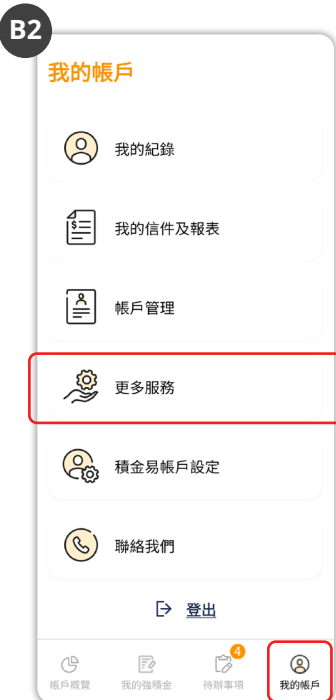 B2
我的帳戶
我的紀錄
我的信件及報表
帳戶管理
更多服務
積金易帳戶設定
聯絡我們
登出
4
帳戶概覽 我的強積金 待辦事項 我的帳戶